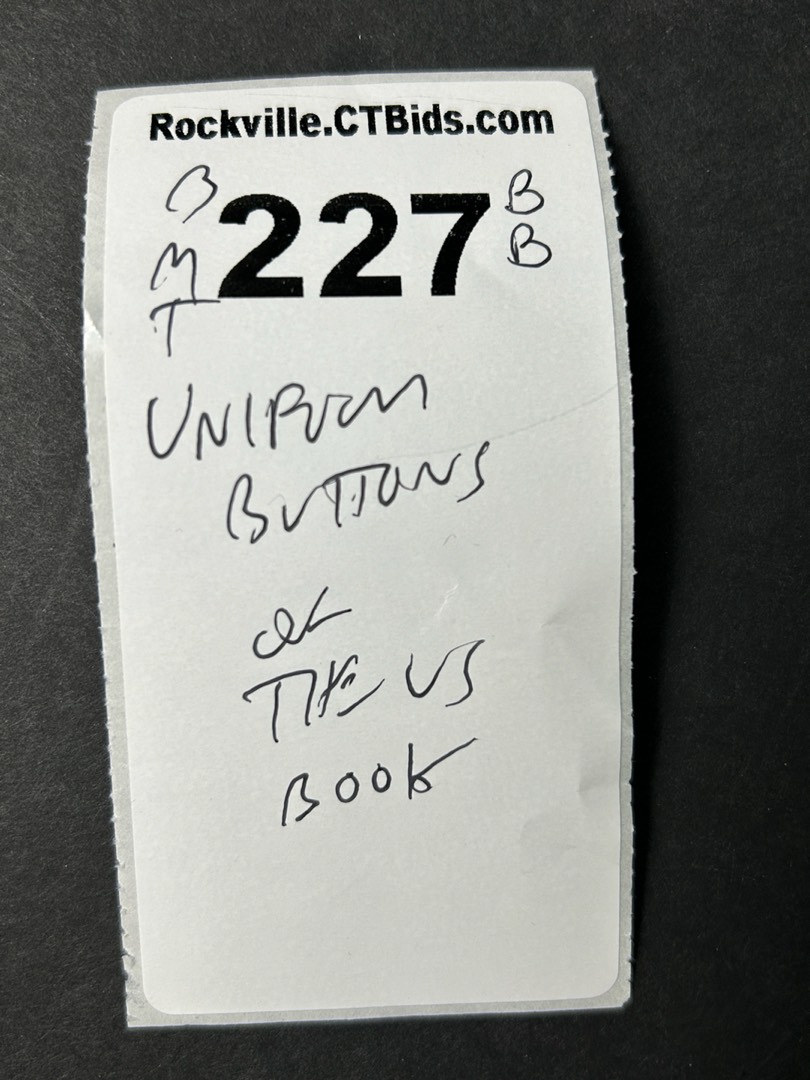 Rockville.CTBids.com
B 227 B
M B
T
UNIFORM
BUTTONS
OF
THE US
BOOK